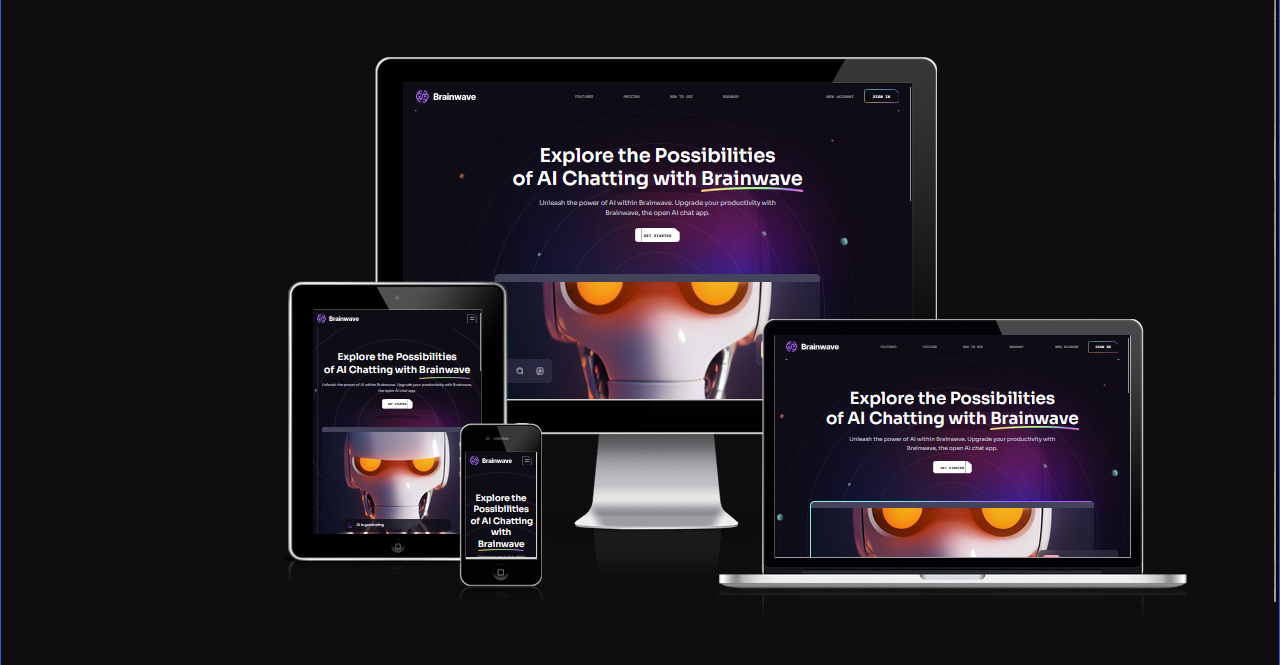 Brainwave
FEATURES PRICING HOW TO USE ROADMAP
NEW ACCOUNT SIGN IN
Explore the Possibilities
of AI Chatting with Brainwave
Unleash the power of AI within Brainwave. Upgrade your productivity with
Brainwave, the open AI chat app.
GET STARTED
Brainwave
Explore the Possibilities
of AI Chatting with Brainwave
Unleash the power of AI within Brainwave. Upgrade your productivity with Brainwave,
the open AI chat app.
GET STARTED
AI is generating
Brainwave
Explore the
Possibilities
of AI Chatting
with
Brainwave
Brainwave
FEATURES PRICING HOW TO USE ROADMAP
NEW ACCOUNT SIGN IN
Explore the Possibilities
of AI Chatting with Brainwave
Unleash the power of AI within Brainwave. Upgrade your productivity with
Brainwave, the open AI chat app.
GET STARTED